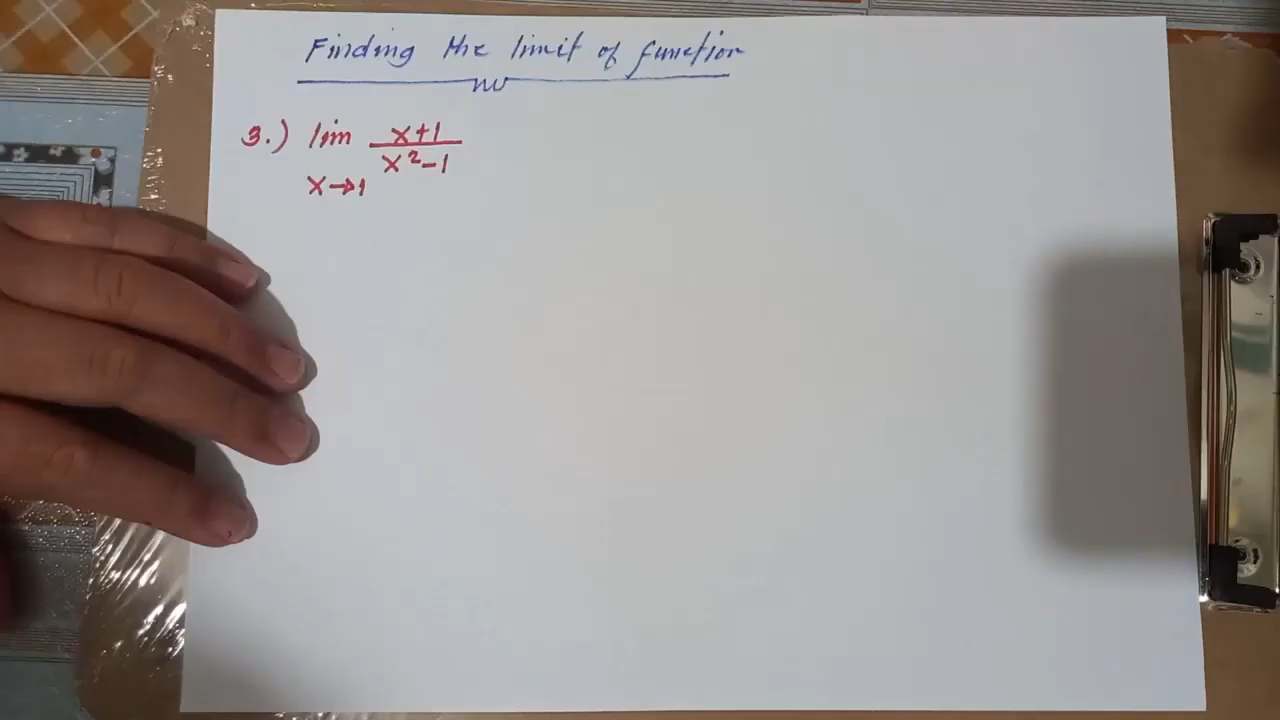 Finding the limit of function
3.) lim x+1
x²-1
x→1